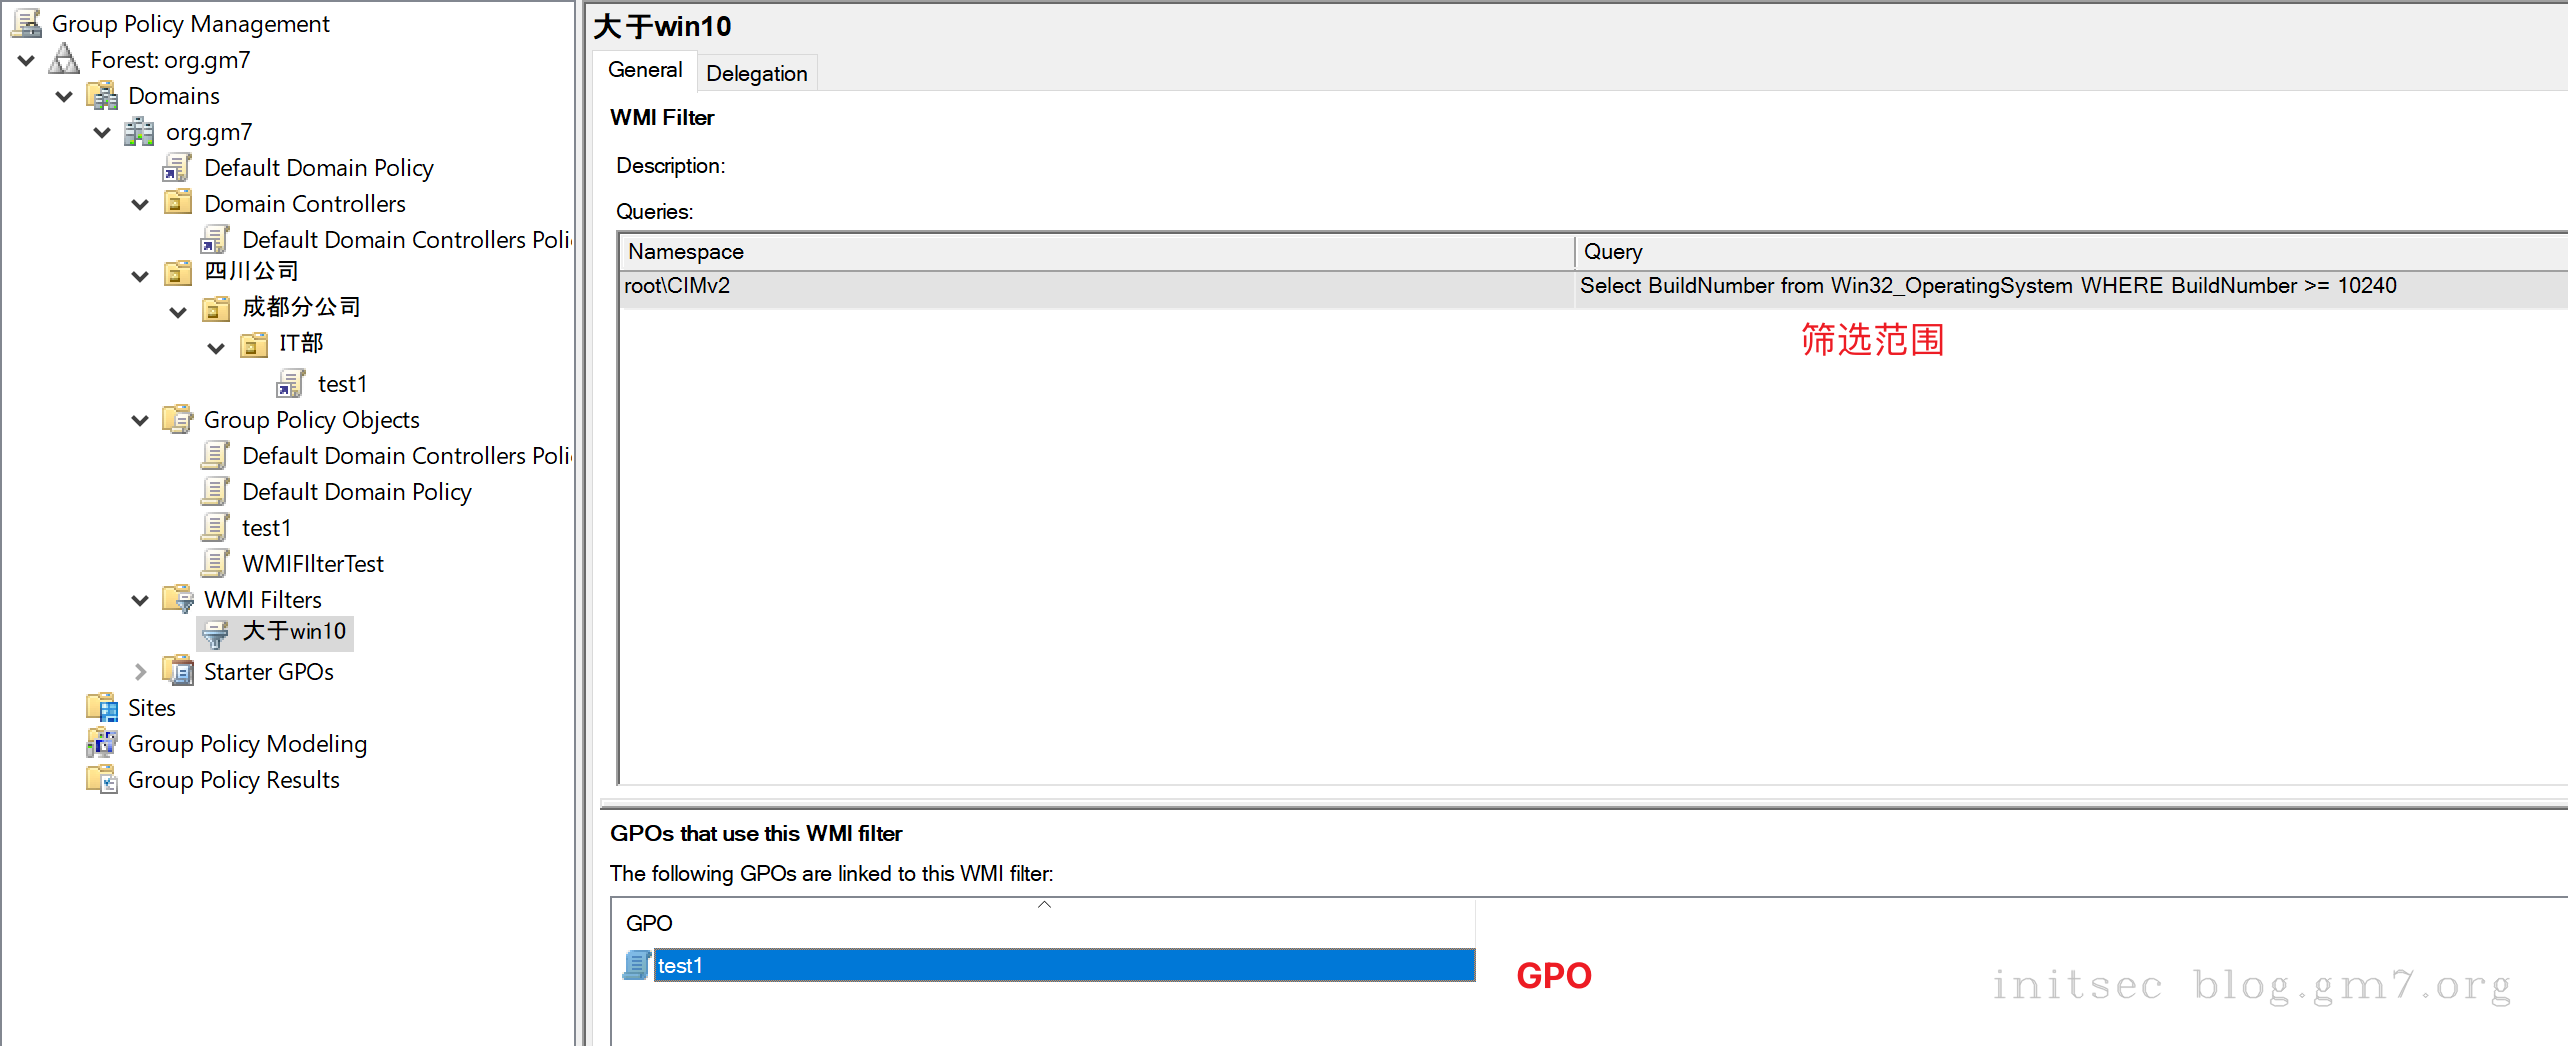 Group Policy Management
Forest: org.gm7
Domains
org.gm7
Default Domain Policy
Domain Controllers
Default Domain Controllers Poli
四川公司
成都分公司
IT部
test1
Group Policy Objects
Default Domain Controllers Poli
Default Domain Policy
test1
WMIFIlterTest
WMI Filters
大于win10
Starter GPOs
Sites
Group Policy Modeling
Group Policy Results
大于win10
General Delegation
WMI Filter
Description:
Queries:
Namespace Query
root\CIMv2 Select BuildNumber from Win32_OperatingSystem WHERE BuildNumber >= 10240
筛选范围
GPOs that use this WMI filter
The following GPOs are linked to this WMI filter:
GPO
test1
GPO
initsec blog.gm7.org